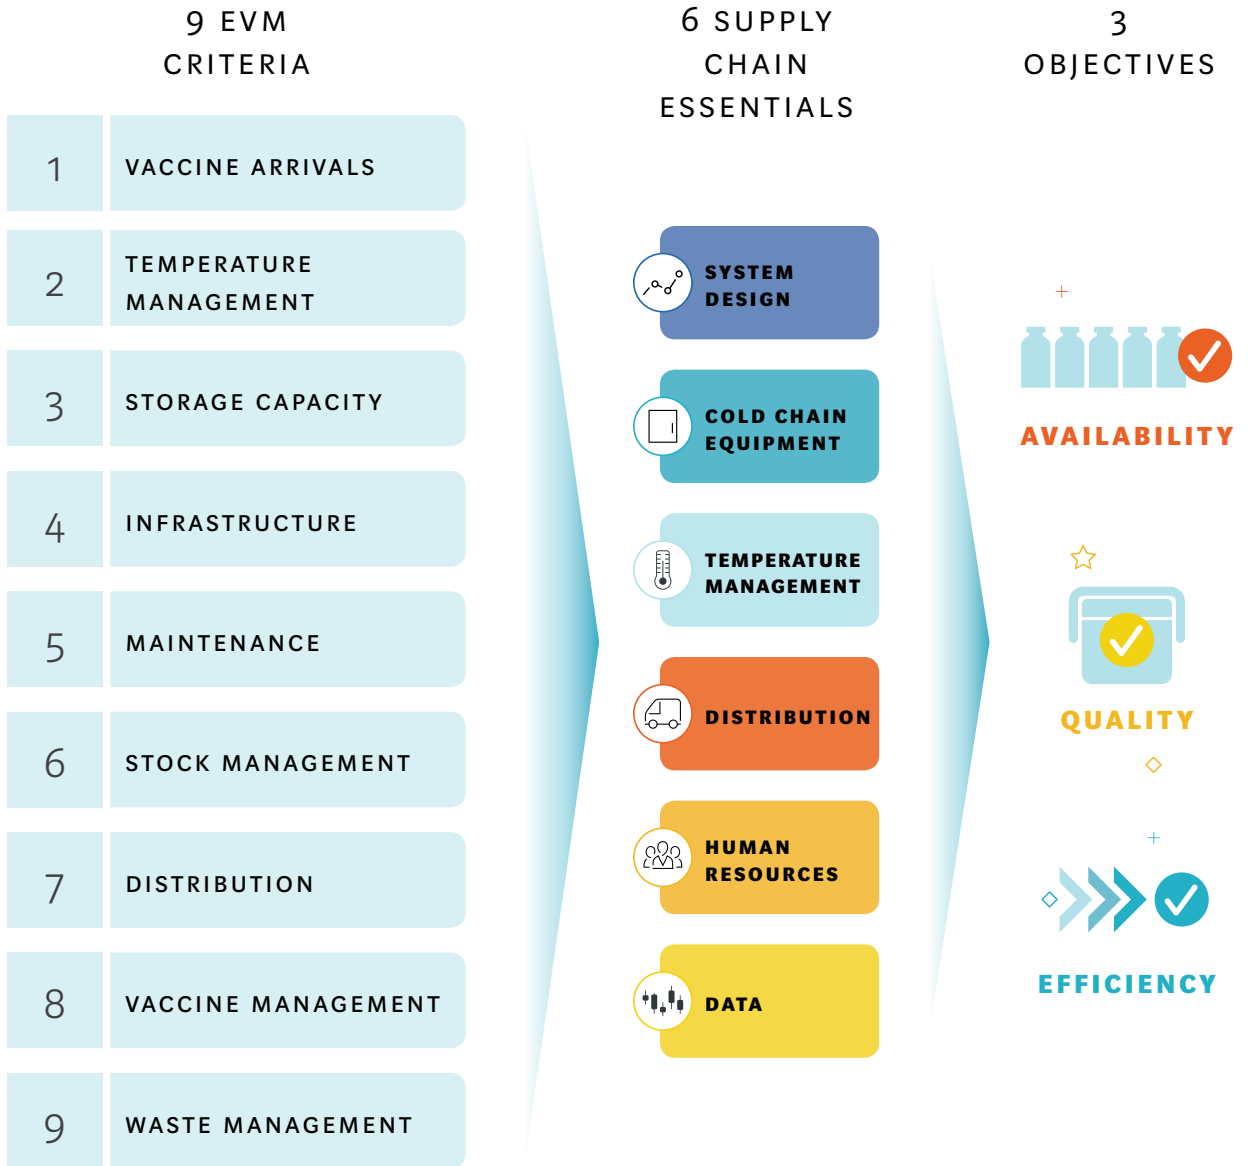 9 EVM
CRITERIA
1
VACCINE ARRIVALS
2
TEMPERATURE
MANAGEMENT
3
STORAGE CAPACITY
4
INFRASTRUCTURE
5
MAINTENANCE
6
STOCK MANAGEMENT
7
DISTRIBUTION
8
VACCINE MANAGEMENT
9
WASTE MANAGEMENT
6 SUPPLY
CHAIN
ESSENTIALS
SYSTEM
DESIGN
COLD CHAIN
EQUIPMENT
TEMPERATURE
MANAGEMENT
DISTRIBUTION
HUMAN
RESOURCES
DATA
3
OBJECTIVES
AVAILABILITY
QUALITY
EFFICIENCY